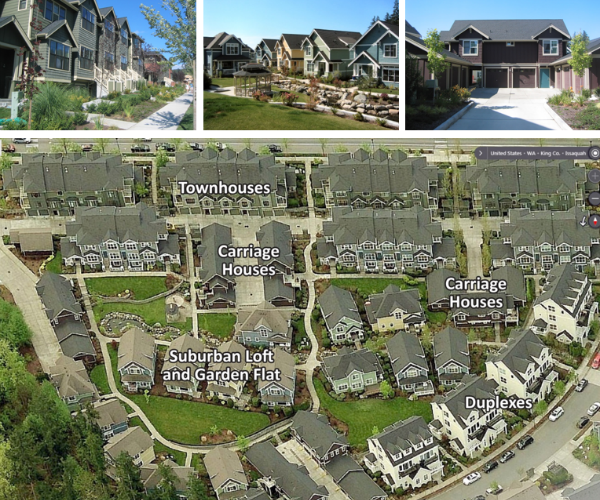 United States - WA - King Co. - Issaquah
Townhouses
Carriage
Houses
Carriage
Houses
Suburban Loft
and Garden Flat
Duplexes